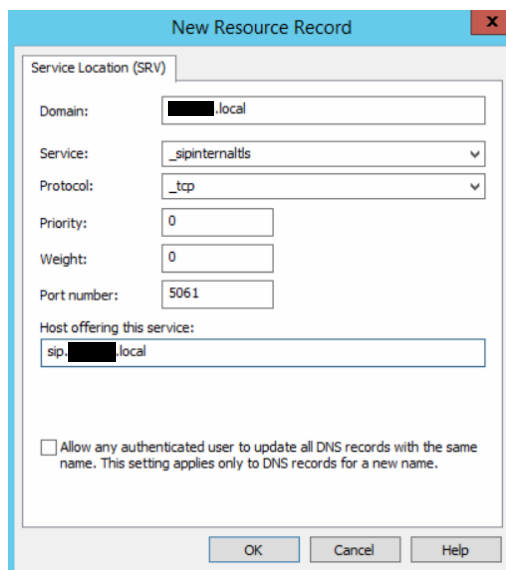 New Resource Record
x
Service Location (SRV)
Domain: .local
Service: _sipinternaltls
Protocol: _tcp
Priority: 0
Weight: 0
Port number: 5061
Host offering this service:
sip. .local
Allow any authenticated user to update all DNS records with the same
name. This setting applies only to DNS records for a new name.
OK Cancel Help